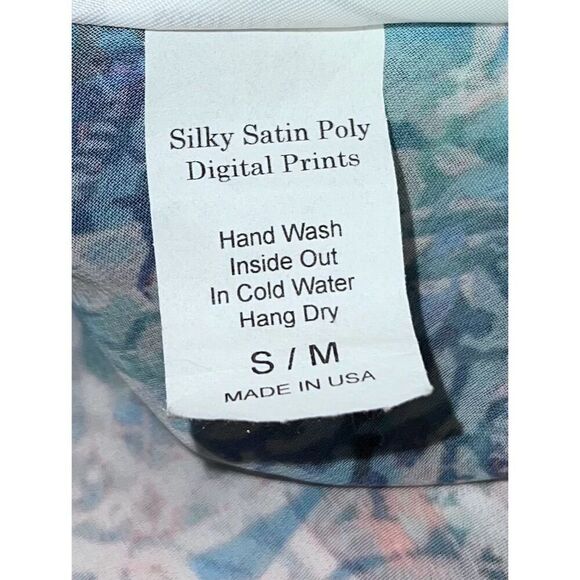 Silky Satin Poly
Digital Prints
Hand Wash
Inside Out
In Cold Water
Hang Dry
S / M
MADE IN USA